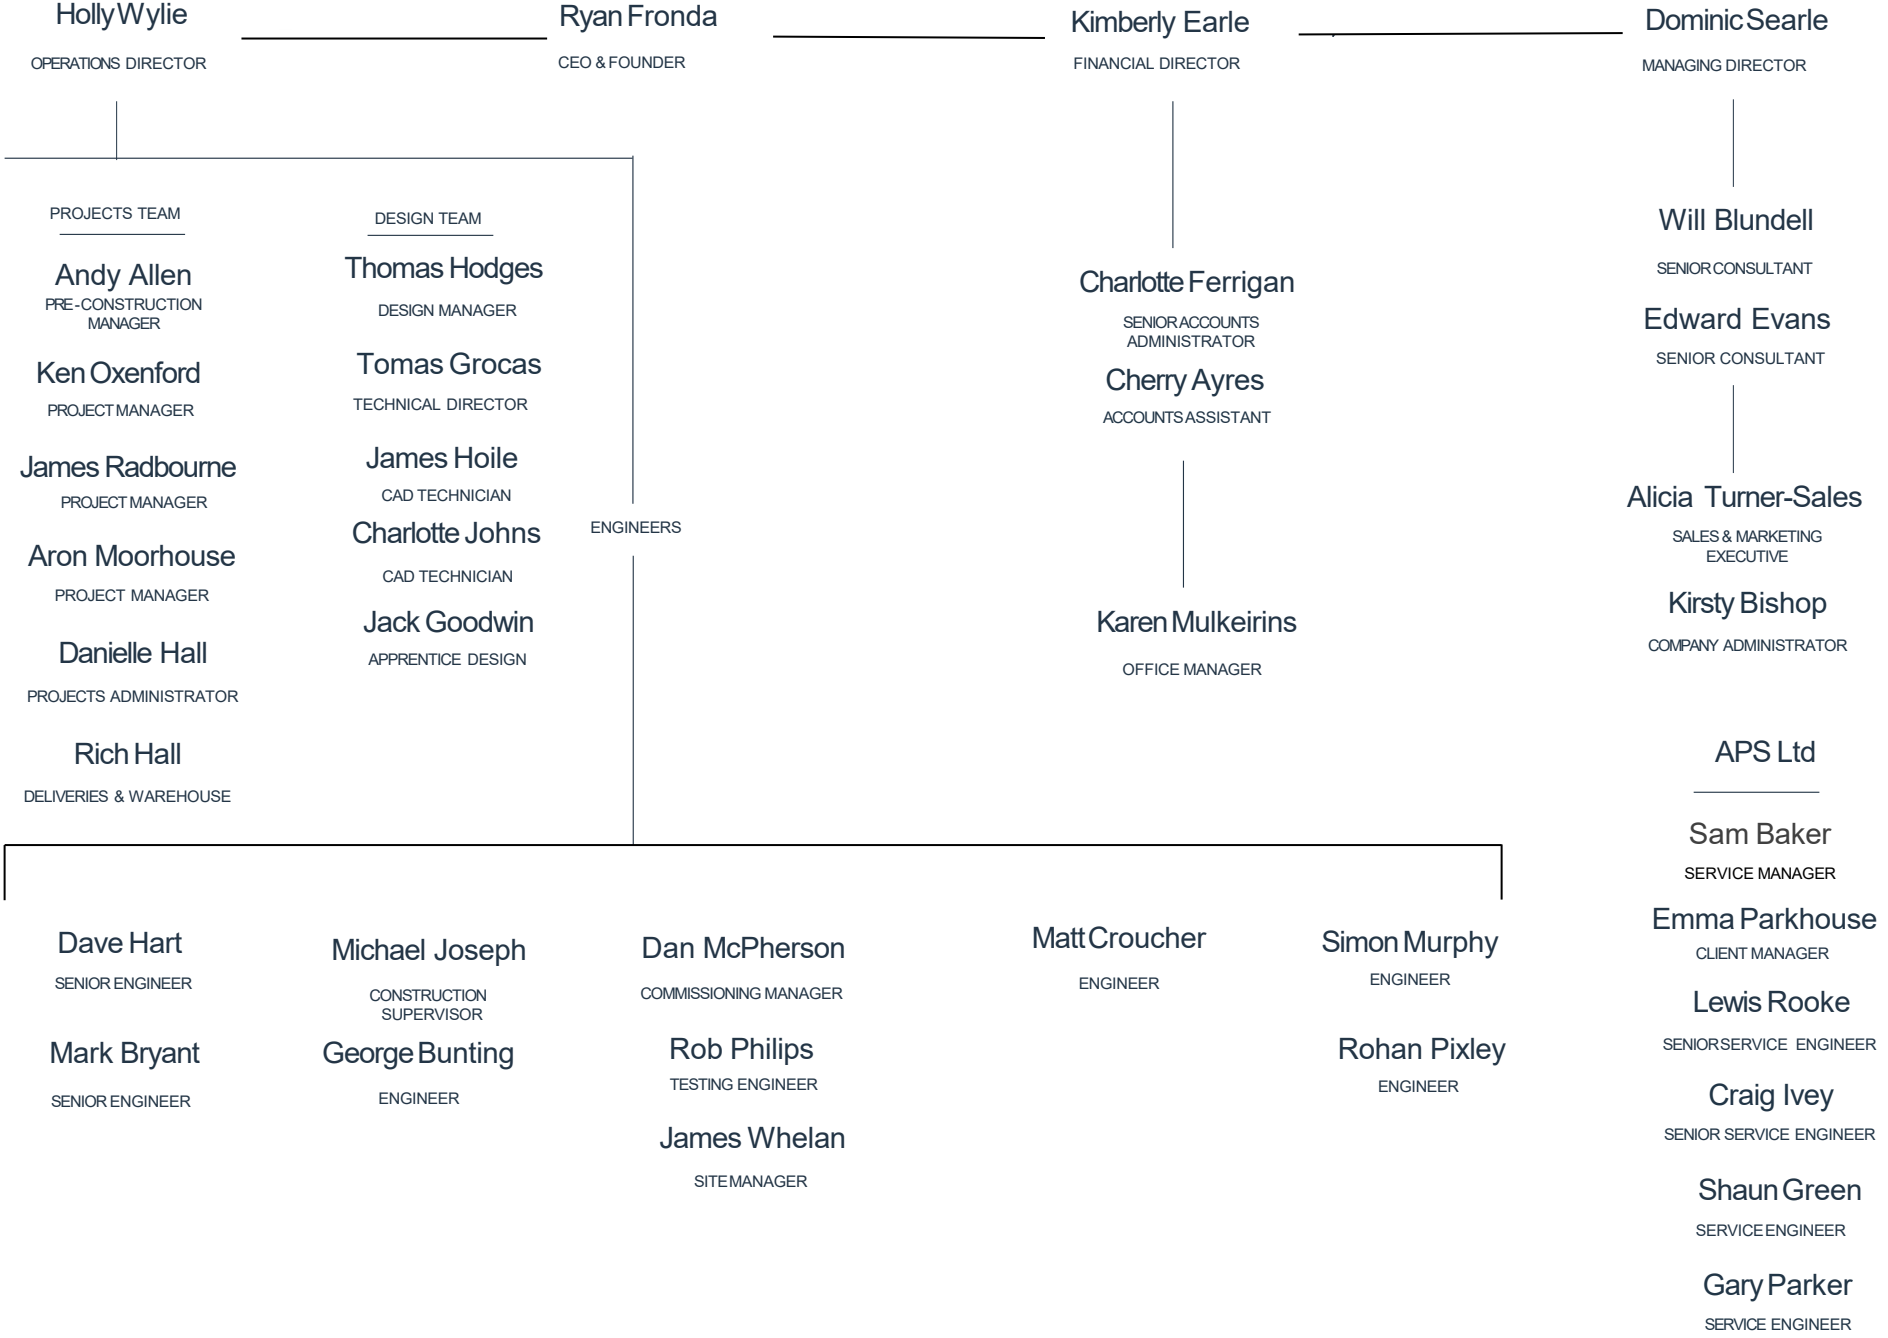 Holly Wylie
OPERATIONS DIRECTOR
Ryan Fronda
CEO & FOUNDER
Kimberly Earle
FINANCIAL DIRECTOR
Dominic Searle
MANAGING DIRECTOR
PROJECTS TEAM
Andy Allen
PRE-CONSTRUCTION
MANAGER
Ken Oxenford
PROJECT MANAGER
James Radbourne
PROJECT MANAGER
Aron Moorhouse
PROJECT MANAGER
Danielle Hall
PROJECTS ADMINISTRATOR
Rich Hall
DELIVERIES & WAREHOUSE
DESIGN TEAM
Thomas Hodges
DESIGN MANAGER
Tomas Grocas
TECHNICAL DIRECTOR
James Hoile
CAD TECHNICIAN
Charlotte Johns
CAD TECHNICIAN
Jack Goodwin
APPRENTICE DESIGN
ENGINEERS
Charlotte Ferrigan
SENIOR ACCOUNTS
ADMINISTRATOR
Cherry Ayres
ACCOUNTS ASSISTANT
Karen Mulkeirins
OFFICE MANAGER
Will Blundell
SENIOR CONSULTANT
Edward Evans
SENIOR CONSULTANT
Alicia Turner-Sales
SALES & MARKETING
EXECUTIVE
Kirsty Bishop
COMPANY ADMINISTRATOR
APS Ltd
Sam Baker
SERVICE MANAGER
Emma Parkhouse
CLIENT MANAGER
Lewis Rooke
SENIOR SERVICE ENGINEER
Craig Ivey
SENIOR SERVICE ENGINEER
Shaun Green
SERVICE ENGINEER
Gary Parker
SERVICE ENGINEER
Dave Hart
SENIOR ENGINEER
Mark Bryant
SENIOR ENGINEER
Michael Joseph
CONSTRUCTION
SUPERVISOR
George Bunting
ENGINEER
Dan McPherson
COMMISSIONING MANAGER
Rob Philips
TESTING ENGINEER
James Whelan
SITE MANAGER
Matt Croucher
ENGINEER
Simon Murphy
ENGINEER
Rohan Pixley
ENGINEER